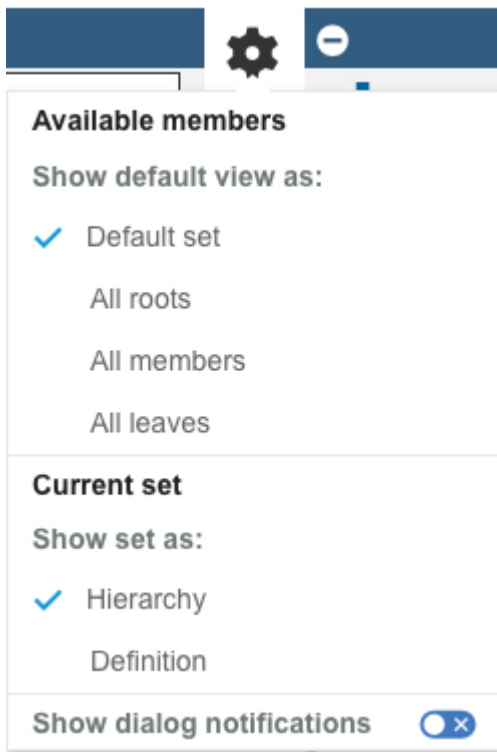 Available members
Show default view as:
Default set
All roots
All members
All leaves
Current set
Show set as:
Hierarchy
Definition
Show dialog notifications